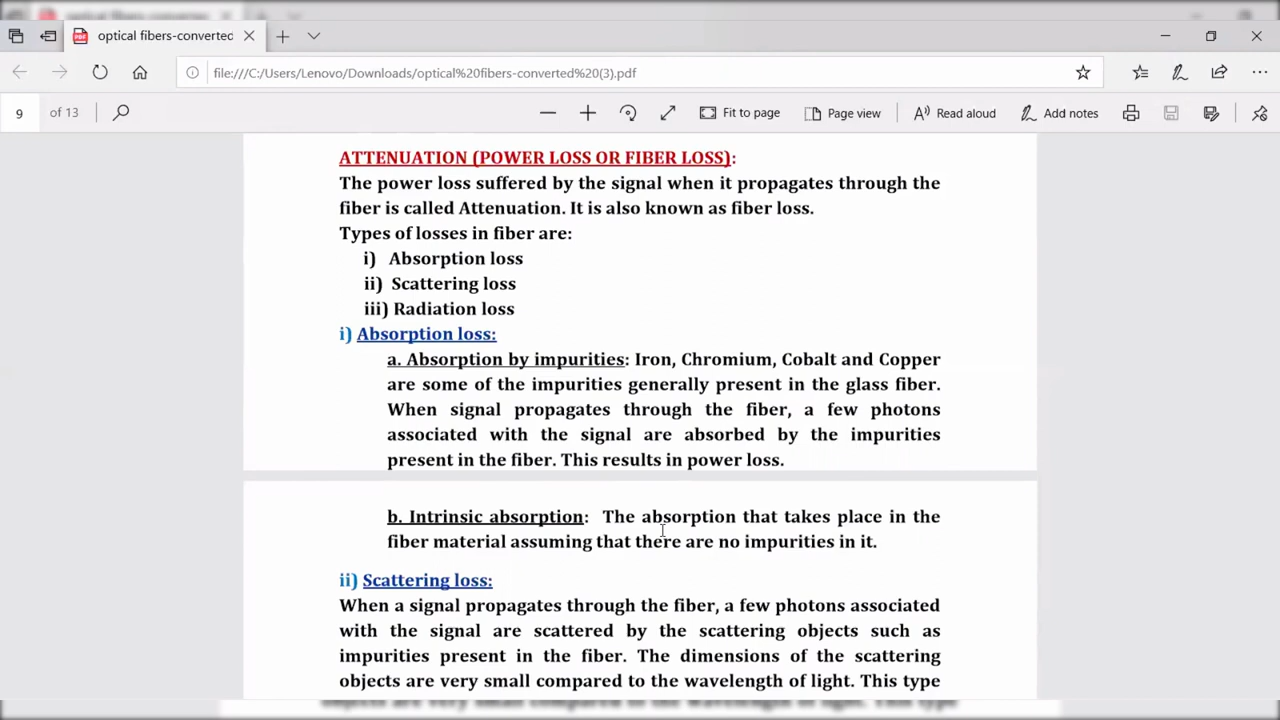 optical fibers-converted
file:///C:/Users/Lenovo/Downloads/optical%20fibers-converted%20(3).pdf
9 of 13 Fit to page Page view Read aloud Add notes
ATTENUATION (POWER LOSS OR FIBER LOSS):
The power loss suffered by the signal when it propagates through the
fiber is called Attenuation. It is also known as fiber loss.
Types of losses in fiber are:
i) Absorption loss
ii) Scattering loss
iii) Radiation loss
i) Absorption loss:
a. Absorption by impurities: Iron, Chromium, Cobalt and Copper
are some of the impurities generally present in the glass fiber.
When signal propagates through the fiber, a few photons
associated with the signal are absorbed by the impurities
present in the fiber. This results in power loss.
b. Intrinsic absorption: The absorption that takes place in the
fiber material assuming that there are no impurities in it.
ii) Scattering loss:
When a signal propagates through the fiber, a few photons associated
with the signal are scattered by the scattering objects such as
impurities present in the fiber. The dimensions of the scattering
objects are very small compared to the wavelength of light. This type